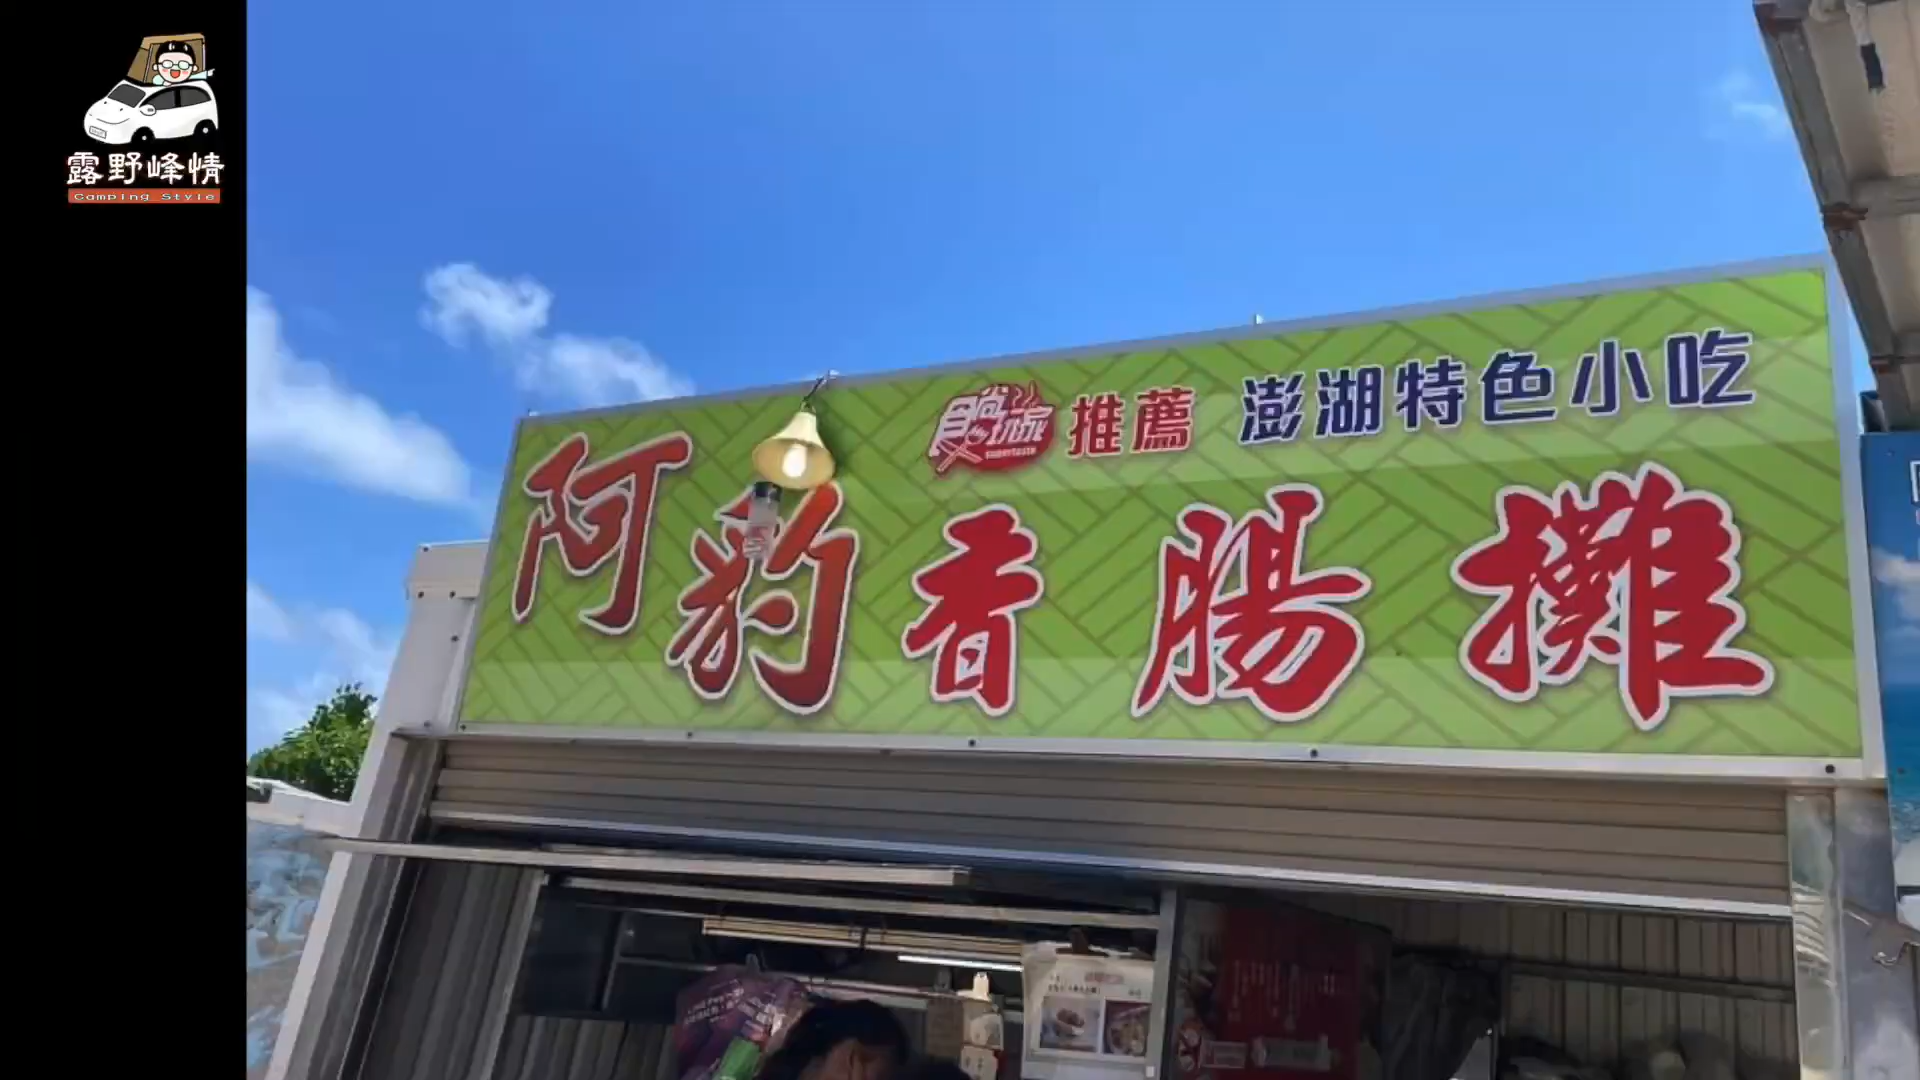 露野峰情
Camping Style
食尚玩家 推薦 澎湖特色小吃
supertaste
阿豹香腸攤